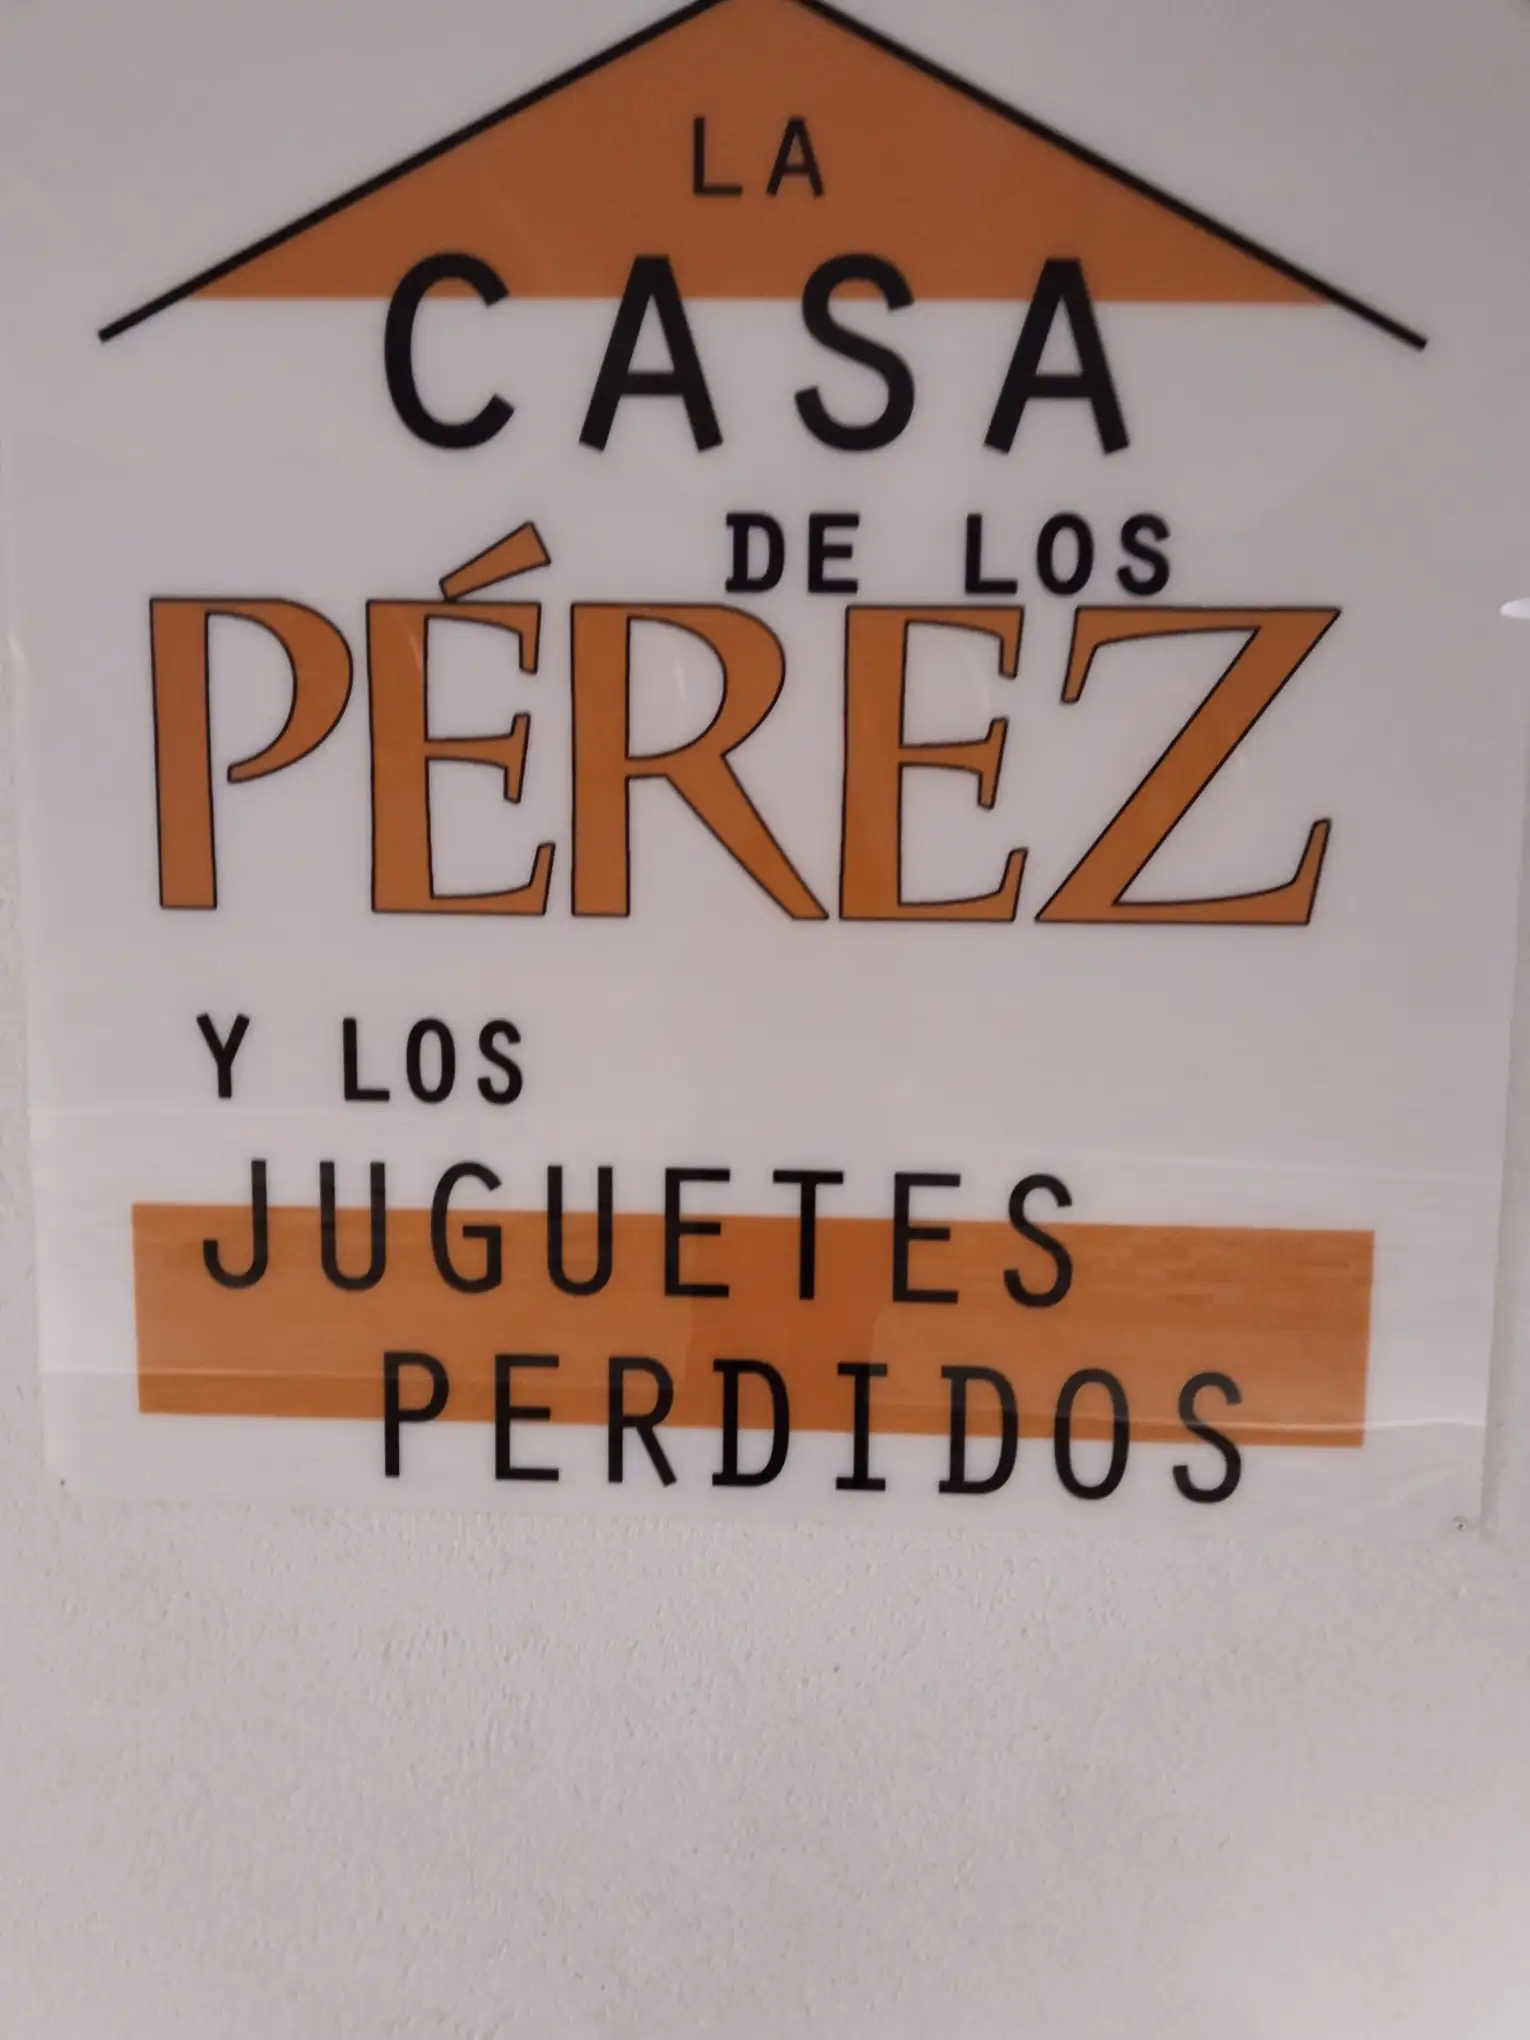 LA
CASA
DE LOS
PÉREZ
Y LOS
JUGUETES
PERDIDOS